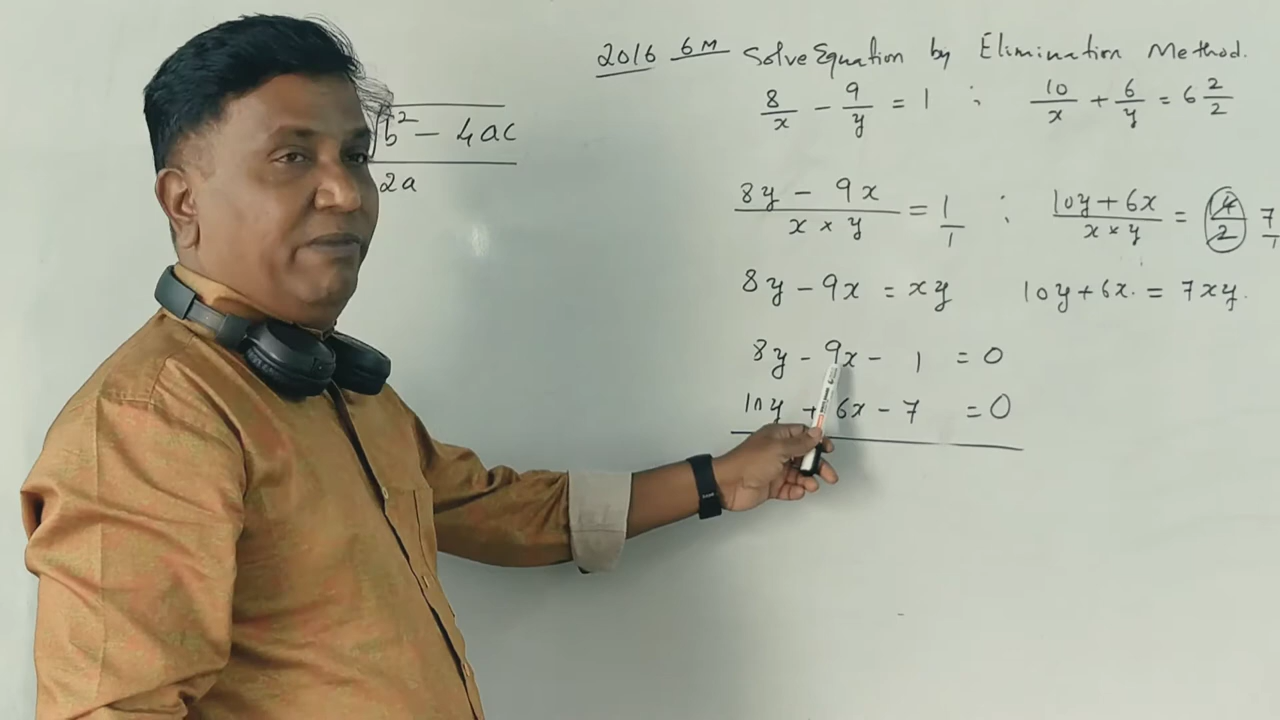 2016 6M Solve Equation by Elimination Method.
8/x - 9/y = 1 ; 10/x + 6/y = 6 2/2
√b² - 4ac
2a
8y - 9x / x × y = 1/1 ; 10y + 6x / x × y = 14/2 7/1
8y - 9x = xy 10y + 6x = 7xy.
8y - 9x - 1 = 0
10y + 6x - 7 = 0